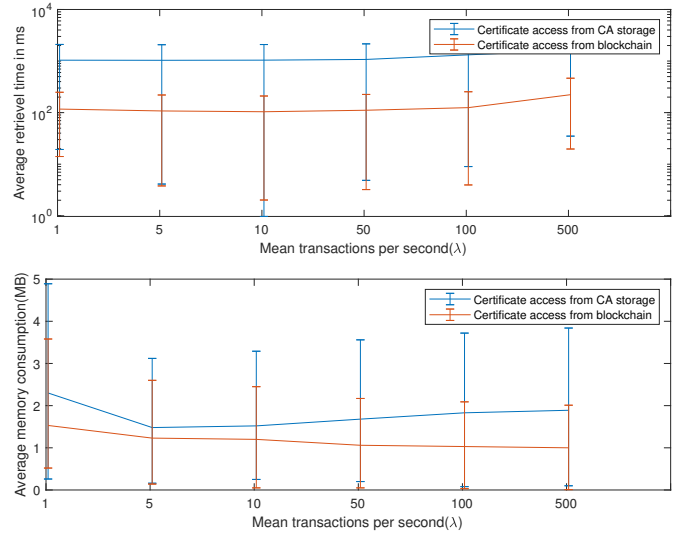 10^4
Certificate access from CA storage
Certificate access from blockchain
10^2
10^0
Average retrievel time in ms
1 5 10 50 100 500
Mean transactions per second(λ)
5
Certificate access from CA storage
Certificate access from blockchain
4
3
2
1
0
Average memory consumption(MB)
1 5 10 50 100 500
Mean transactions per second(λ)